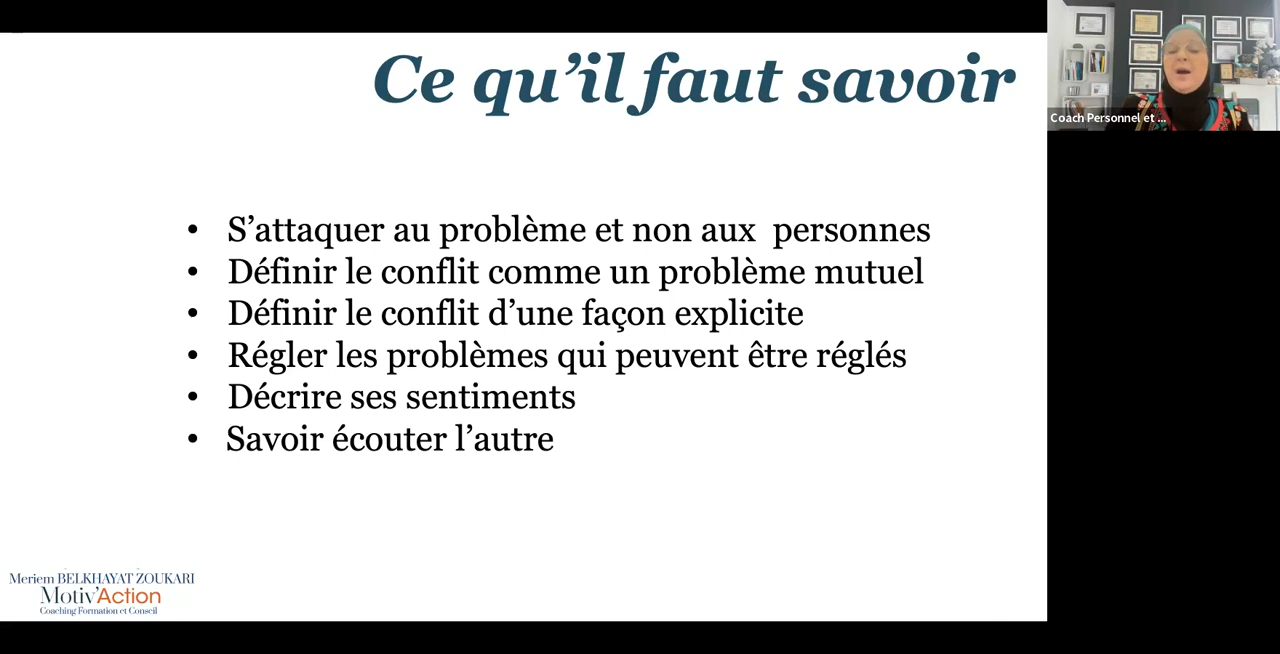 Ce qu’il faut savoir
Coach Personnel et ...
• S’attaquer au problème et non aux personnes
• Définir le conflit comme un problème mutuel
• Définir le conflit d’une façon explicite
• Régler les problèmes qui peuvent être réglés
• Décrire ses sentiments
• Savoir écouter l’autre
Meriem BELKHAYAT ZOUKARI
Motiv’Action
Coaching Formation et Conseil